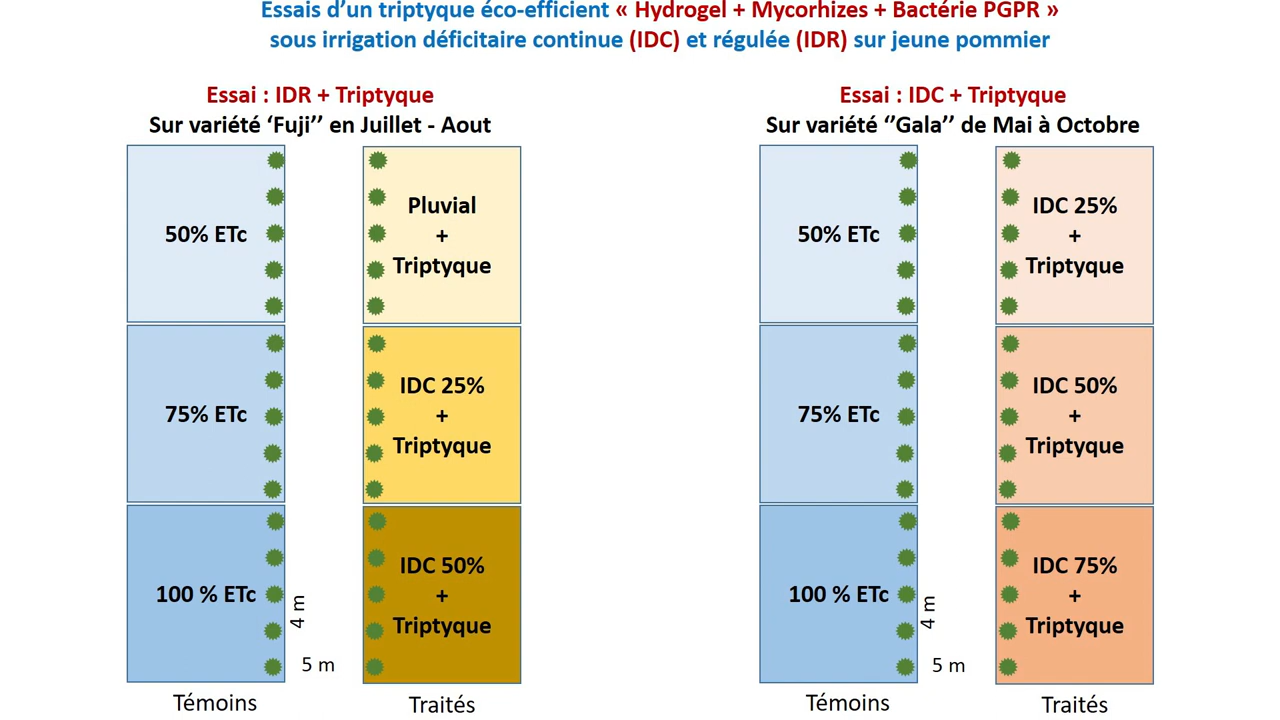 Essais d’un triptyque éco-efficient « Hydrogel + Mycorhizes + Bactérie PGPR »
sous irrigation déficitaire continue (IDC) et régulée (IDR) sur jeune pommier
Essai : IDR + Triptyque
Sur variété ‘Fuji’’ en Juillet - Aout
50% ETc
Pluvial
+
Triptyque
75% ETc
IDC 25%
+
Triptyque
100 % ETc
IDC 50%
+
Triptyque
4 m
5 m
Témoins
Traités
Essai : IDC + Triptyque
Sur variété ‘’Gala’’ de Mai à Octobre
50% ETc
IDC 25%
+
Triptyque
75% ETc
IDC 50%
+
Triptyque
100 % ETc
IDC 75%
+
Triptyque
4 m
5 m
Témoins
Traités